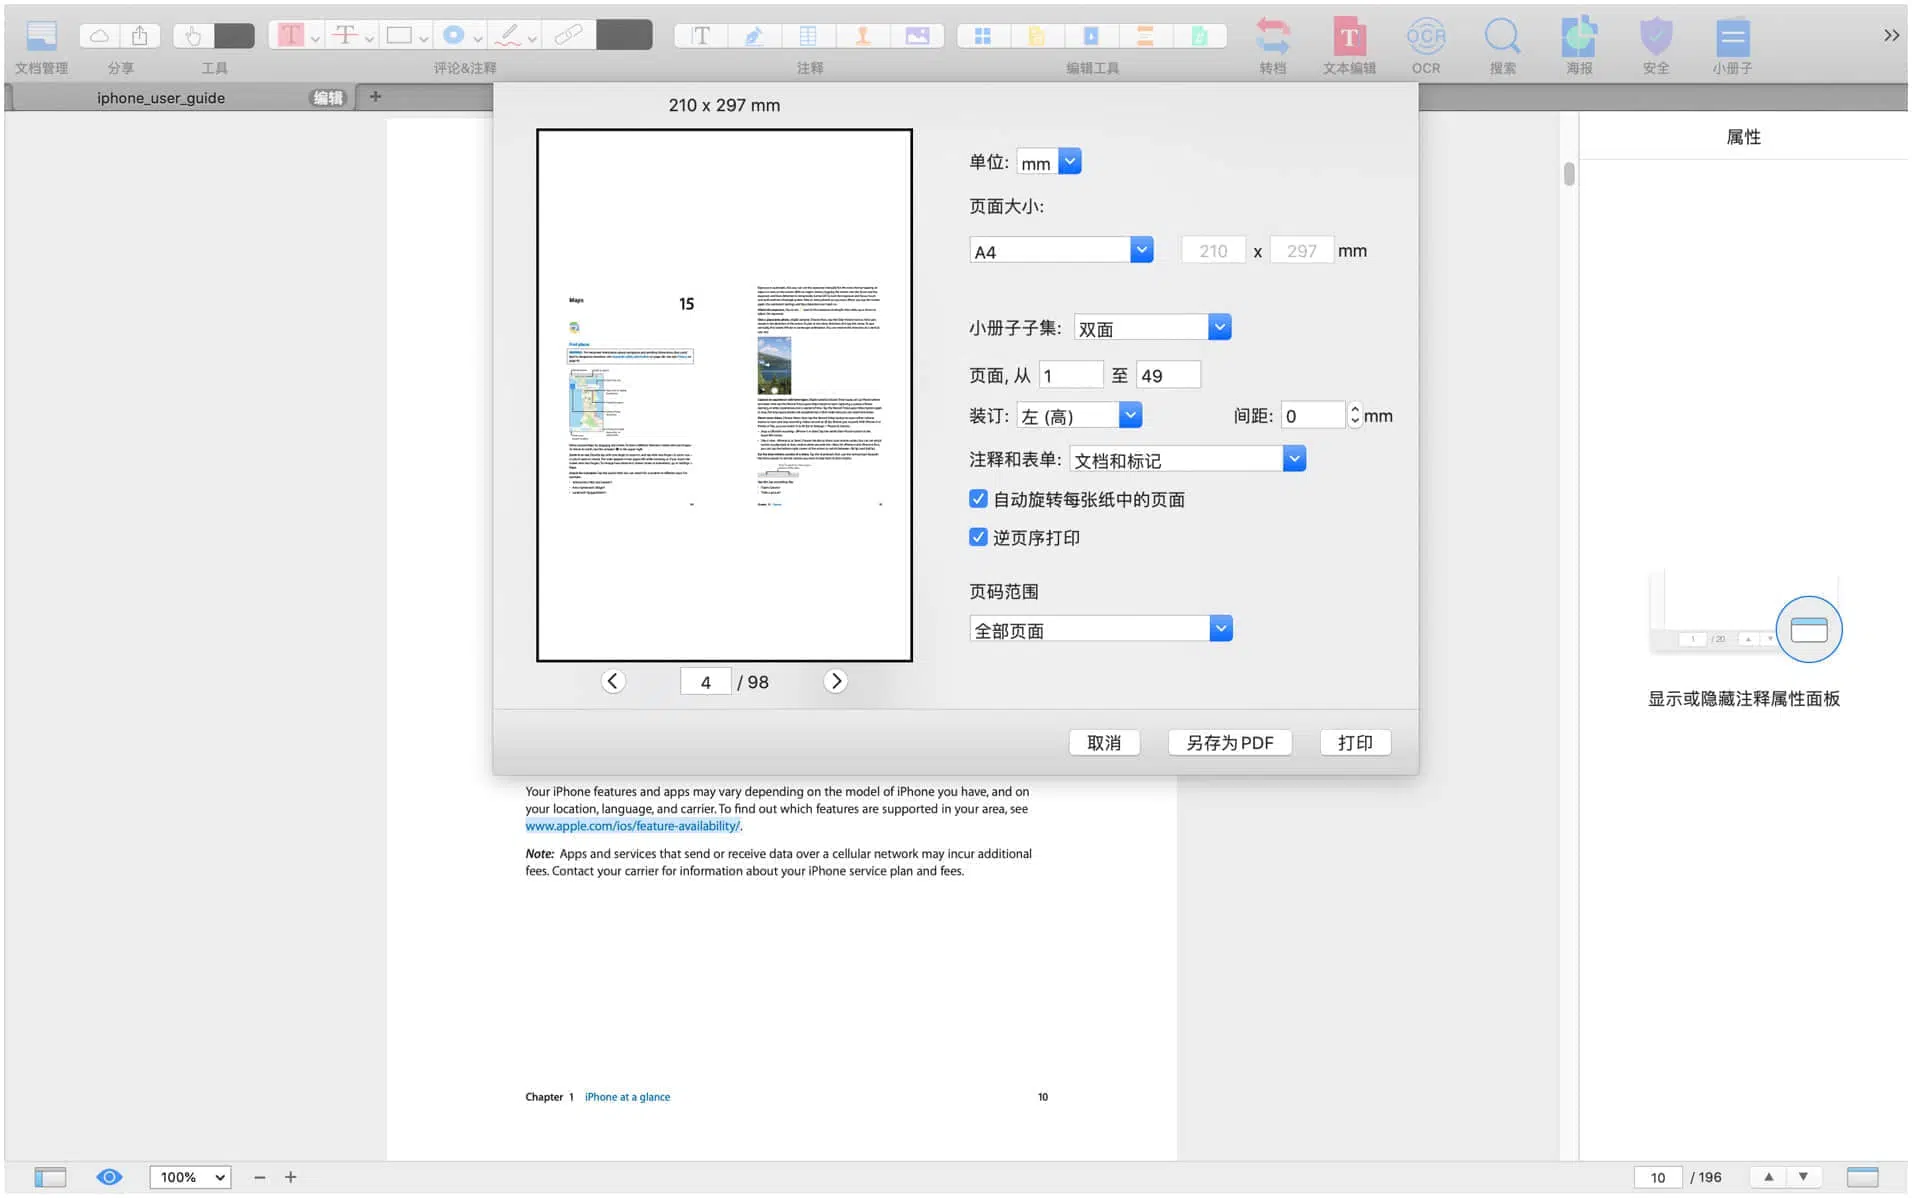 文档管理
分享
工具
评论&注释
注释
编辑工具
转档
文本编辑
OCR
OCR
搜索
海报
安全
小册子
iphone_user_guide
编辑
属性
210 x 297 mm
Maps
15
Find places
单位: mm
页面大小:
A4
210 x 297 mm
小册子子集: 双面
页面, 从 1 至 49
装订: 左 (高)
间距: 0 mm
注释和表单: 文档和标记
自动旋转每张纸中的页面
逆页序打印
页码范围
全部页面
4 / 98
取消
另存为 PDF
打印
1 / 20
显示或隐藏注释属性面板
Your iPhone features and apps may vary depending on the model of iPhone you have, and on
your location, language, and carrier. To find out which features are supported in your area, see
www.apple.com/ios/feature-availability/.
Note: Apps and services that send or receive data over a cellular network may incur additional
fees. Contact your carrier for information about your iPhone service plan and fees.
Chapter 1 iPhone at a glance
10
100%
10 / 196